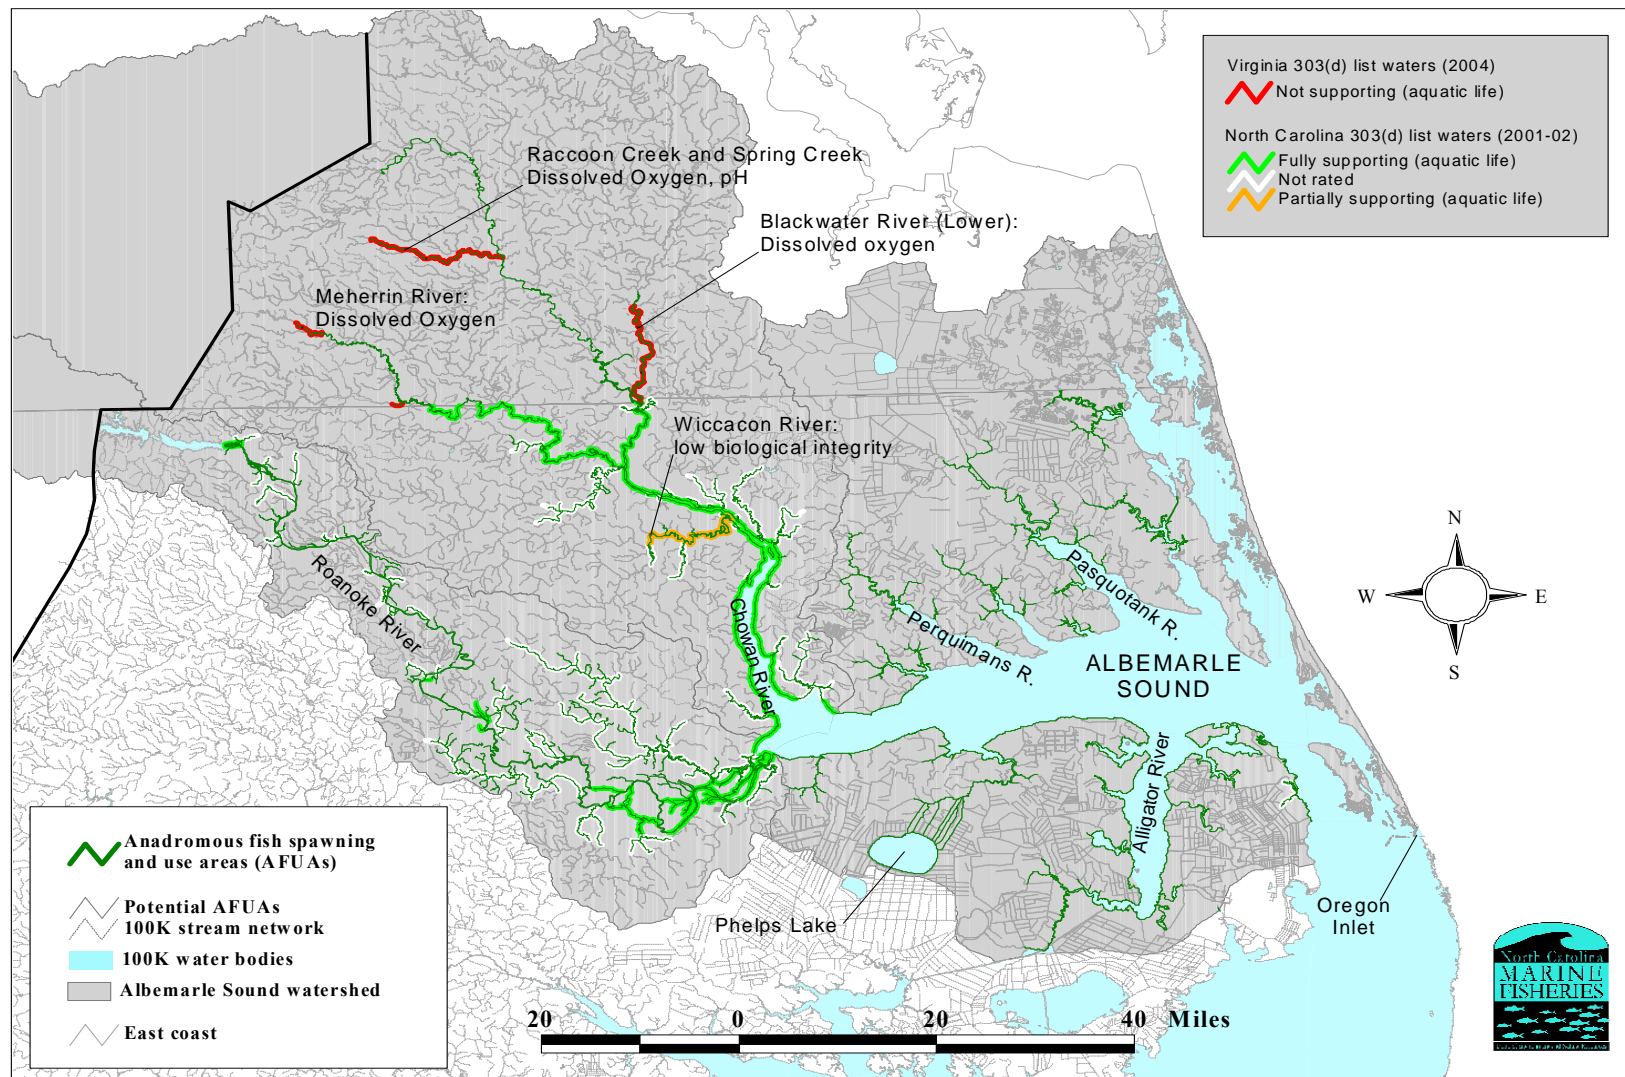 Virginia 303(d) list waters (2004)
Not supporting (aquatic life)
North Carolina 303(d) list waters (2001-02)
Fully supporting (aquatic life)
Not rated
Partially supporting (aquatic life)
Raccoon Creek and Spring Creek
Dissolved Oxygen, pH
Blackwater River (Lower):
Dissolved oxygen
Meherrin River:
Dissolved Oxygen
Wiccacon River:
low biological integrity
Roanoke River
Chowan River
Perquimans R.
Pasquotank R.
ALBEMARLE
SOUND
Alligator River
Phelps Lake
Oregon
Inlet
N
W
E
S
Anadromous fish spawning
and use areas (AFUAs)
Potential AFUAs
100K stream network
100K water bodies
Albemarle Sound watershed
East coast
20 0 20 40 Miles
North Carolina
MARINE
FISHERIES